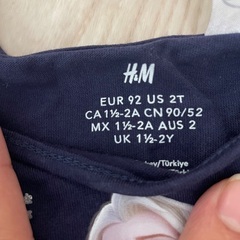 H&M
EUR 92 US 2T
CA 1½-2A CN 90/52
MX 1½-2A AUS 2
UK 1½-2Y
/Türkiye